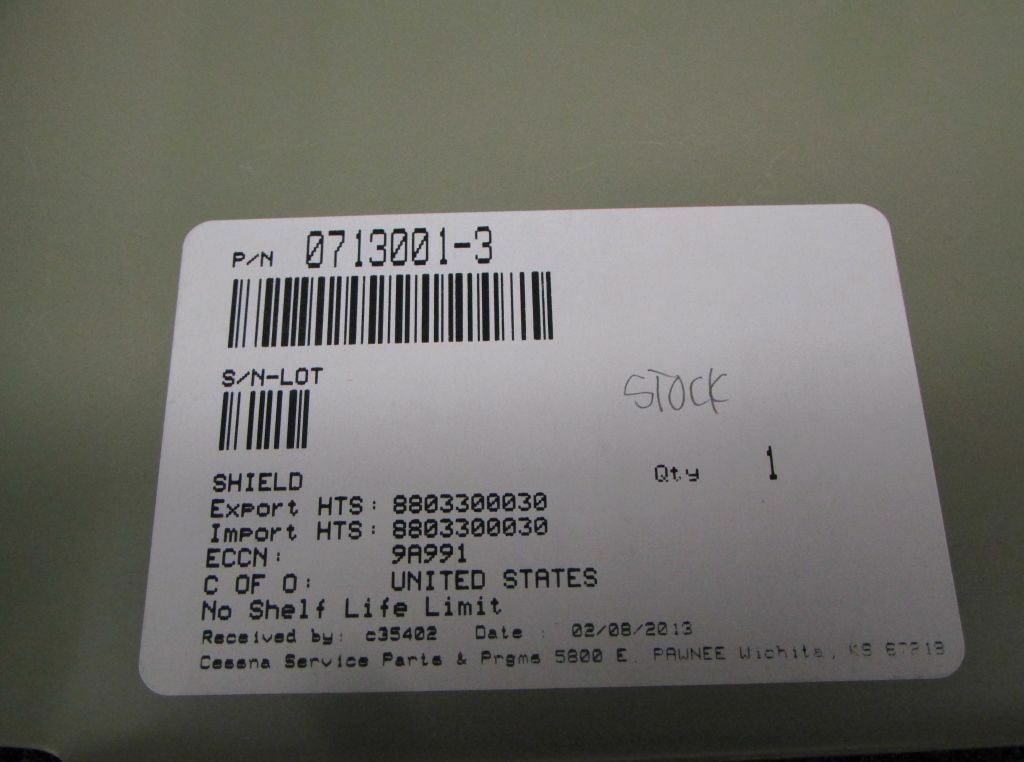 P/N 0713001-3
S/N-LOT
STOCK
Qty 1
SHIELD
Export HTS: 8803300030
Import HTS: 8803300030
ECCN: 9A991
C OF O: UNITED STATES
No Shelf Life Limit
Received by: c35402 Date : 02/08/2013
Cessna Service Parts & Prgms 5800 E. PAWNEE Wichita, KS 67218